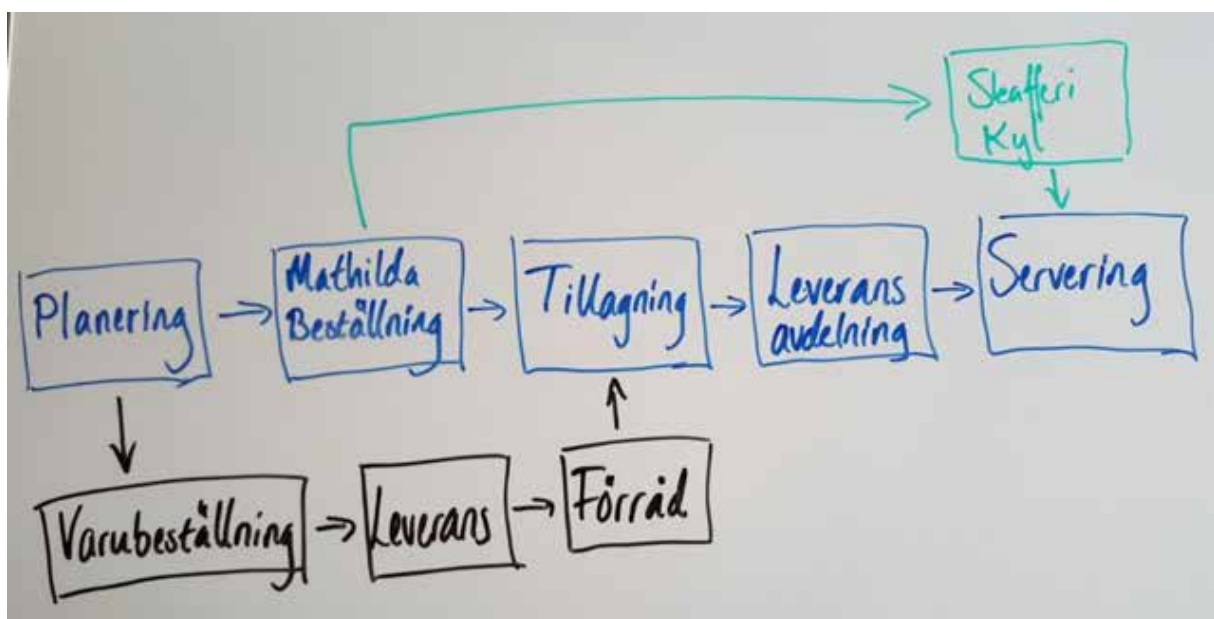 Skafferi
Kyl
Planering
Mathilda
Beställning
Tillagning
Leverans
avdelning
Servering
Varubeställning
Leverans
Förråd